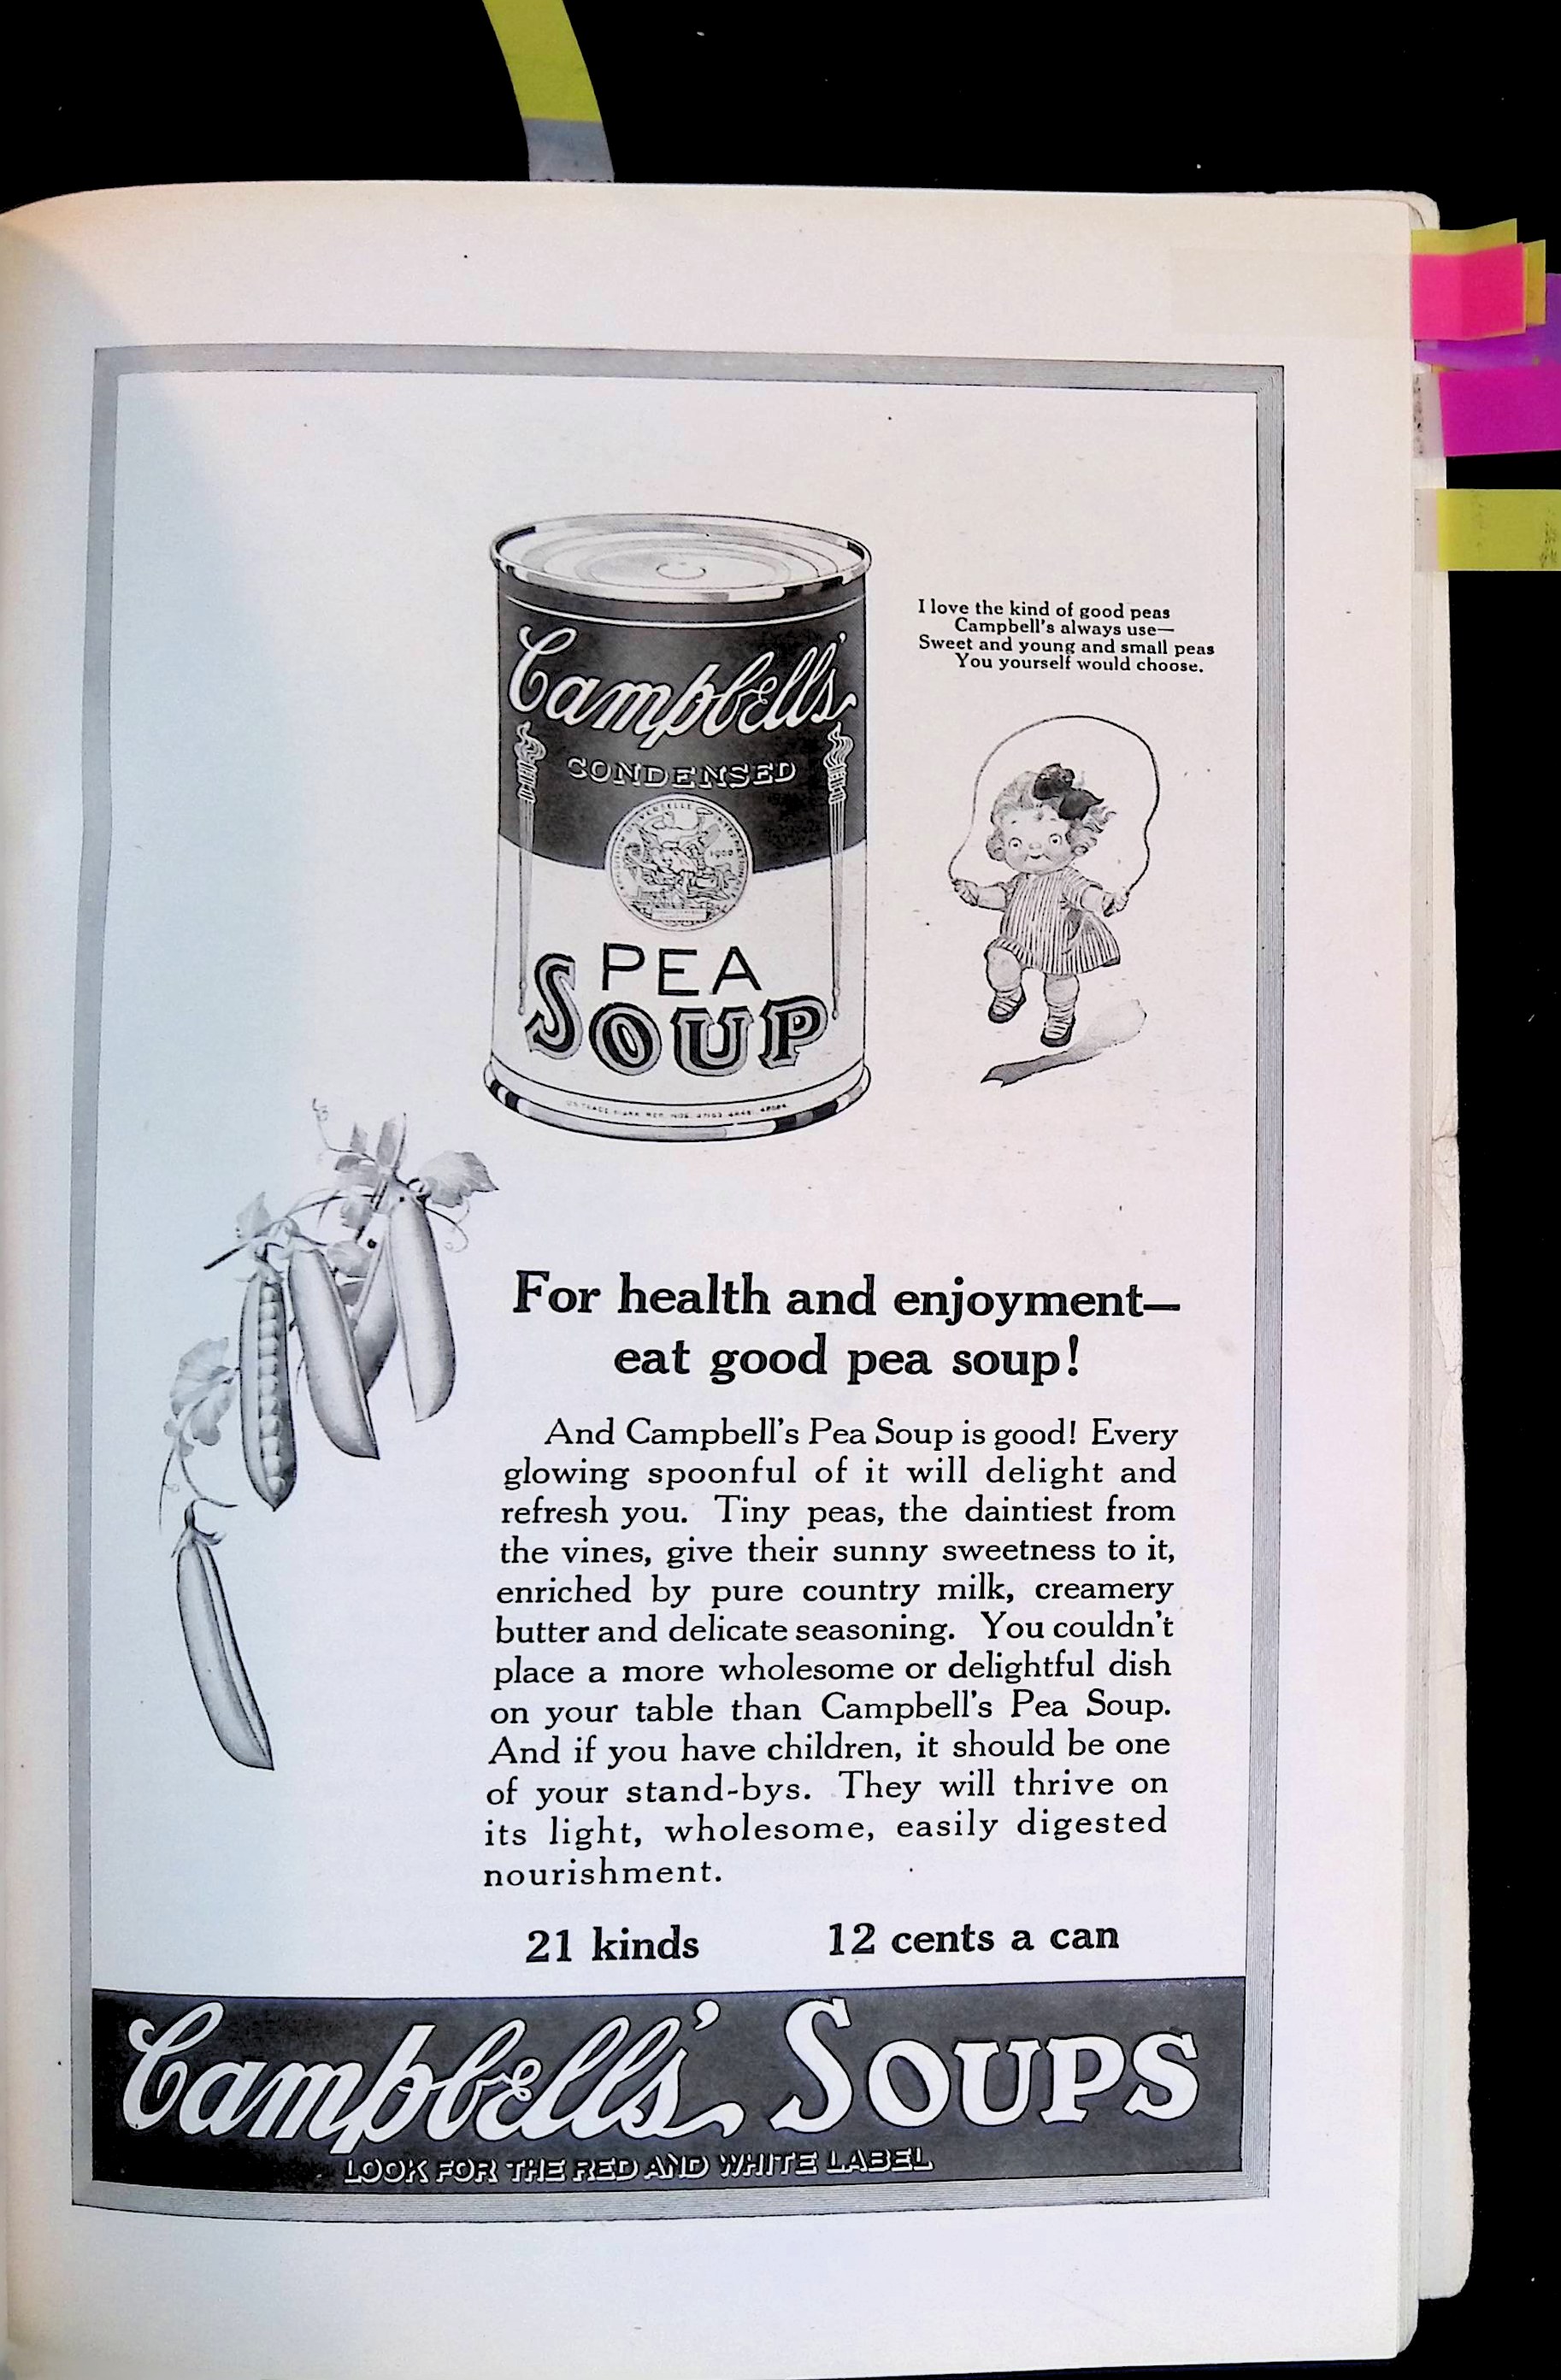 Campbell's
CONDENSED
1900
PEA
SOUP
I love the kind of good peas
Campbell's always use—
Sweet and young and small peas
You yourself would choose.
For health and enjoyment—
eat good pea soup!
And Campbell's Pea Soup is good! Every
glowing spoonful of it will delight and
refresh you. Tiny peas, the daintiest from
the vines, give their sunny sweetness to it,
enriched by pure country milk, creamery
butter and delicate seasoning. You couldn't
place a more wholesome or delightful dish
on your table than Campbell's Pea Soup.
And if you have children, it should be one
of your stand-bys. They will thrive on
its light, wholesome, easily digested
nourishment.
21 kinds 12 cents a can
Campbell's SOUPS
LOOK FOR THE RED AND WHITE LABEL